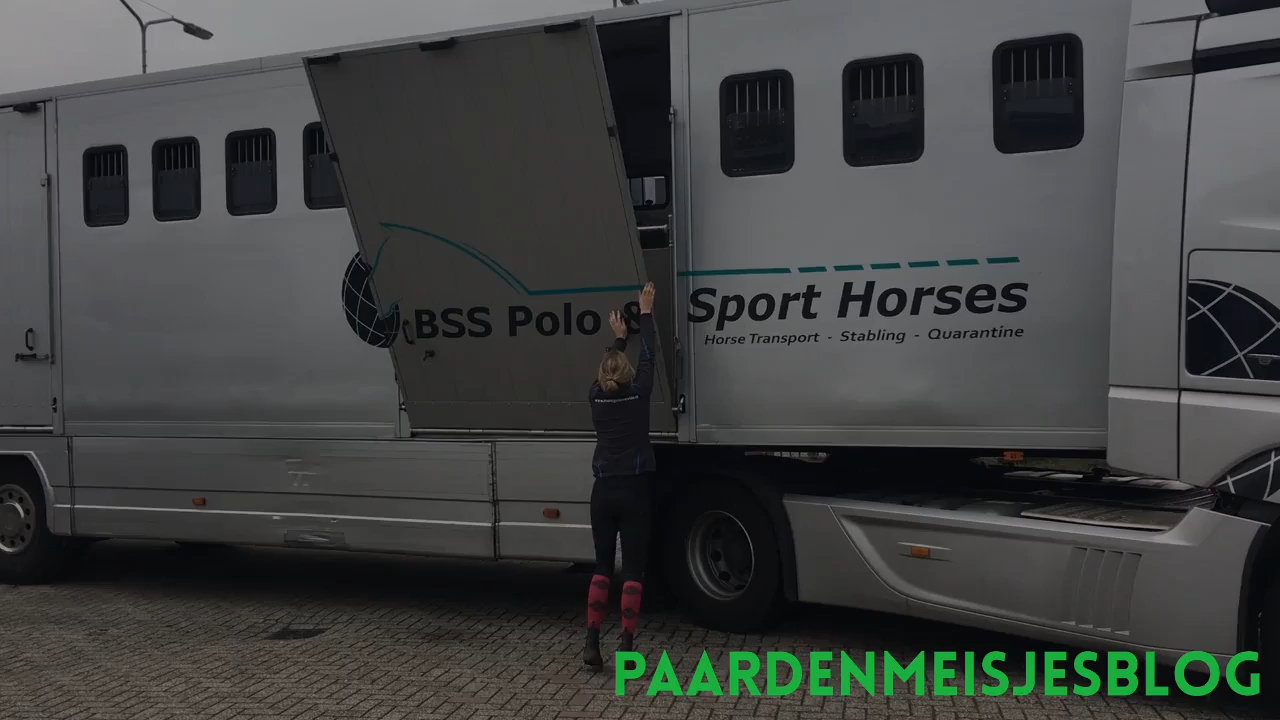 BSS Polo & Sport Horses
Horse Transport - Stabling - Quarantine
PAARDENMEISJESBLOG